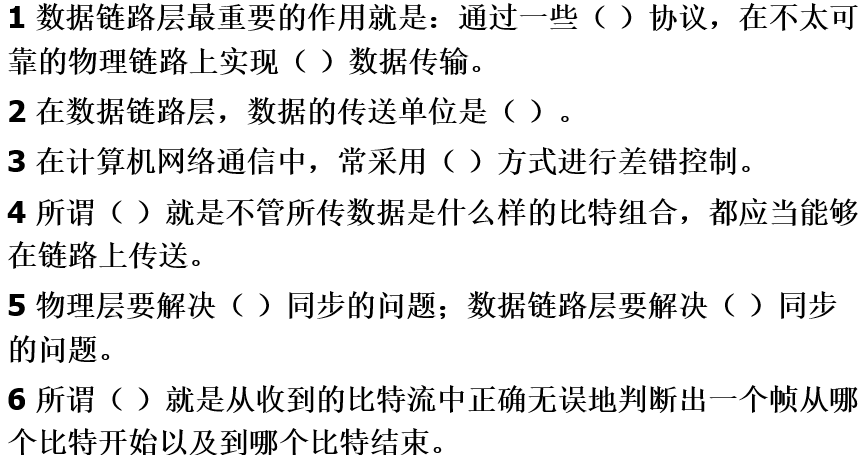 1 数据链路层最重要的作用就是：通过一些（ ）协议，在不太可
靠的物理链路上实现（ ）数据传输。
2 在数据链路层，数据的传送单位是（ ）。
3 在计算机网络通信中，常采用（ ）方式进行差错控制。
4 所谓（ ）就是不管所传数据是什么样的比特组合，都应当能够
在链路上传送。
5 物理层要解决（ ）同步的问题；数据链路层要解决（ ）同步
的问题。
6 所谓（ ）就是从收到的比特流中正确无误地判断出一个帧从哪
个比特开始以及到哪个比特结束。